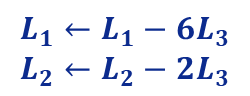 L₁ ← L₁ − 6L₃
L₂ ← L₂ − 2L₃